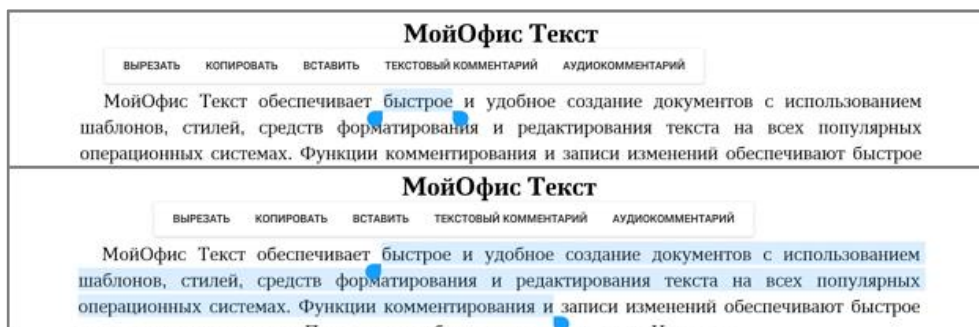 МойОфис Текст
ВЫРЕЗАТЬ КОПИРОВАТЬ ВСТАВИТЬ ТЕКСТОВЫЙ КОММЕНТАРИЙ АУДИОКОММЕНТАРИЙ
МойОфис Текст обеспечивает быстрое и удобное создание документов с использованием
шаблонов, стилей, средств форматирования и редактирования текста на всех популярных
операционных системах. Функции комментирования и записи изменений обеспечивают быстрое
МойОфис Текст
ВЫРЕЗАТЬ КОПИРОВАТЬ ВСТАВИТЬ ТЕКСТОВЫЙ КОММЕНТАРИЙ АУДИОКОММЕНТАРИЙ
МойОфис Текст обеспечивает быстрое и удобное создание документов с использованием
шаблонов, стилей, средств форматирования и редактирования текста на всех популярных
операционных системах. Функции комментирования и записи изменений обеспечивают быстрое